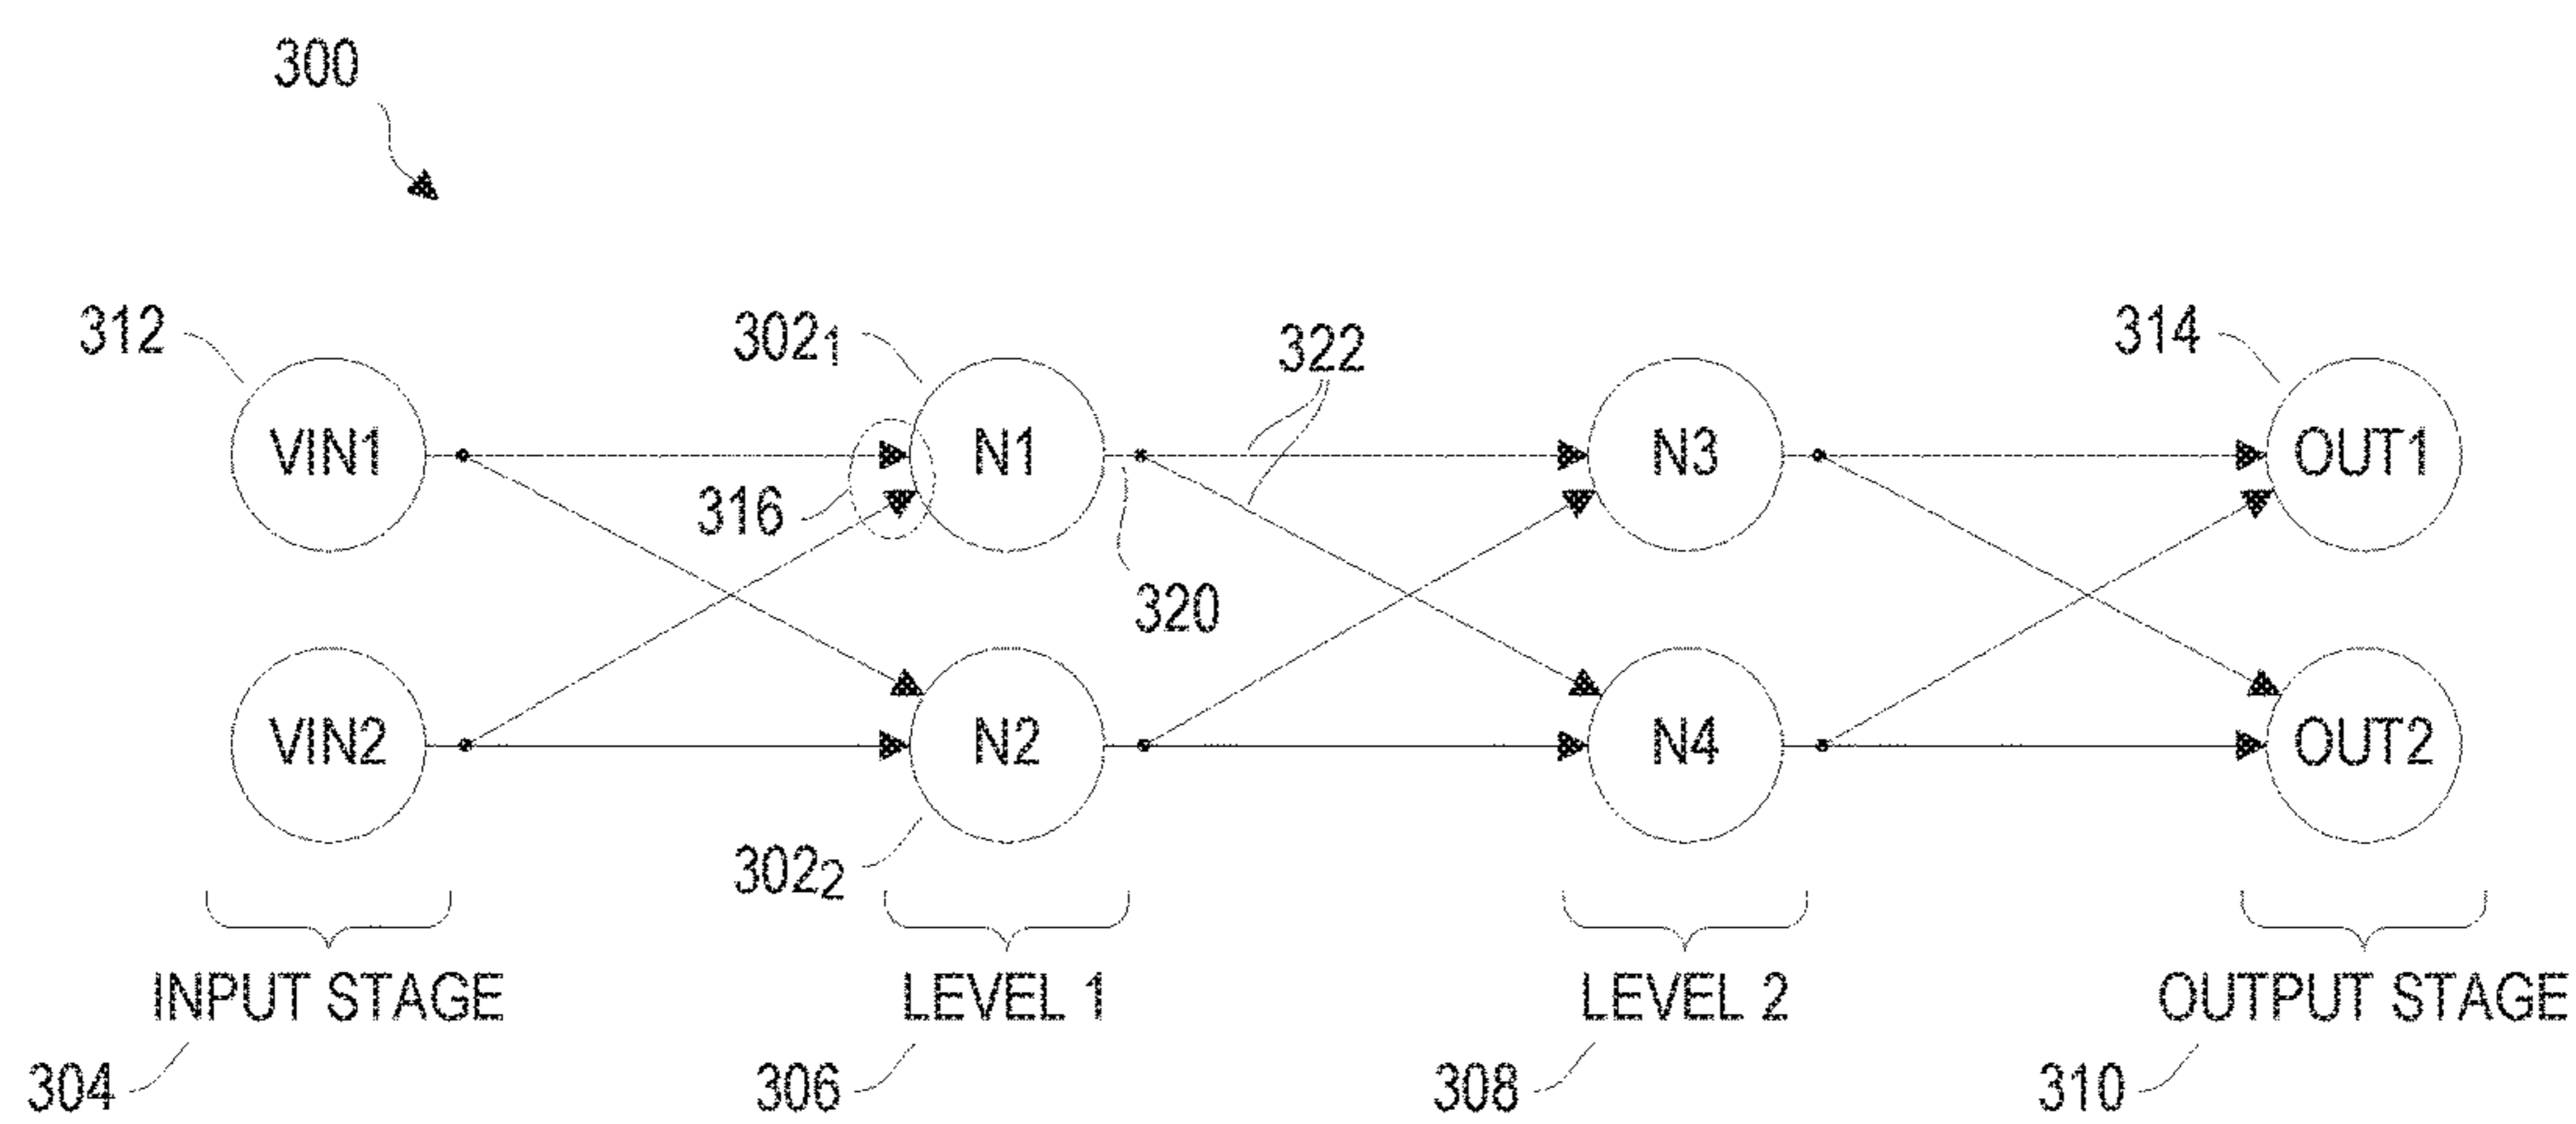 300
312
302₁
322
314
VIN1
N1
N3
OUT1
316
320
VIN2
N2
N4
OUT2
302₂
INPUT STAGE
LEVEL 1
LEVEL 2
OUTPUT STAGE
304
306
308
310